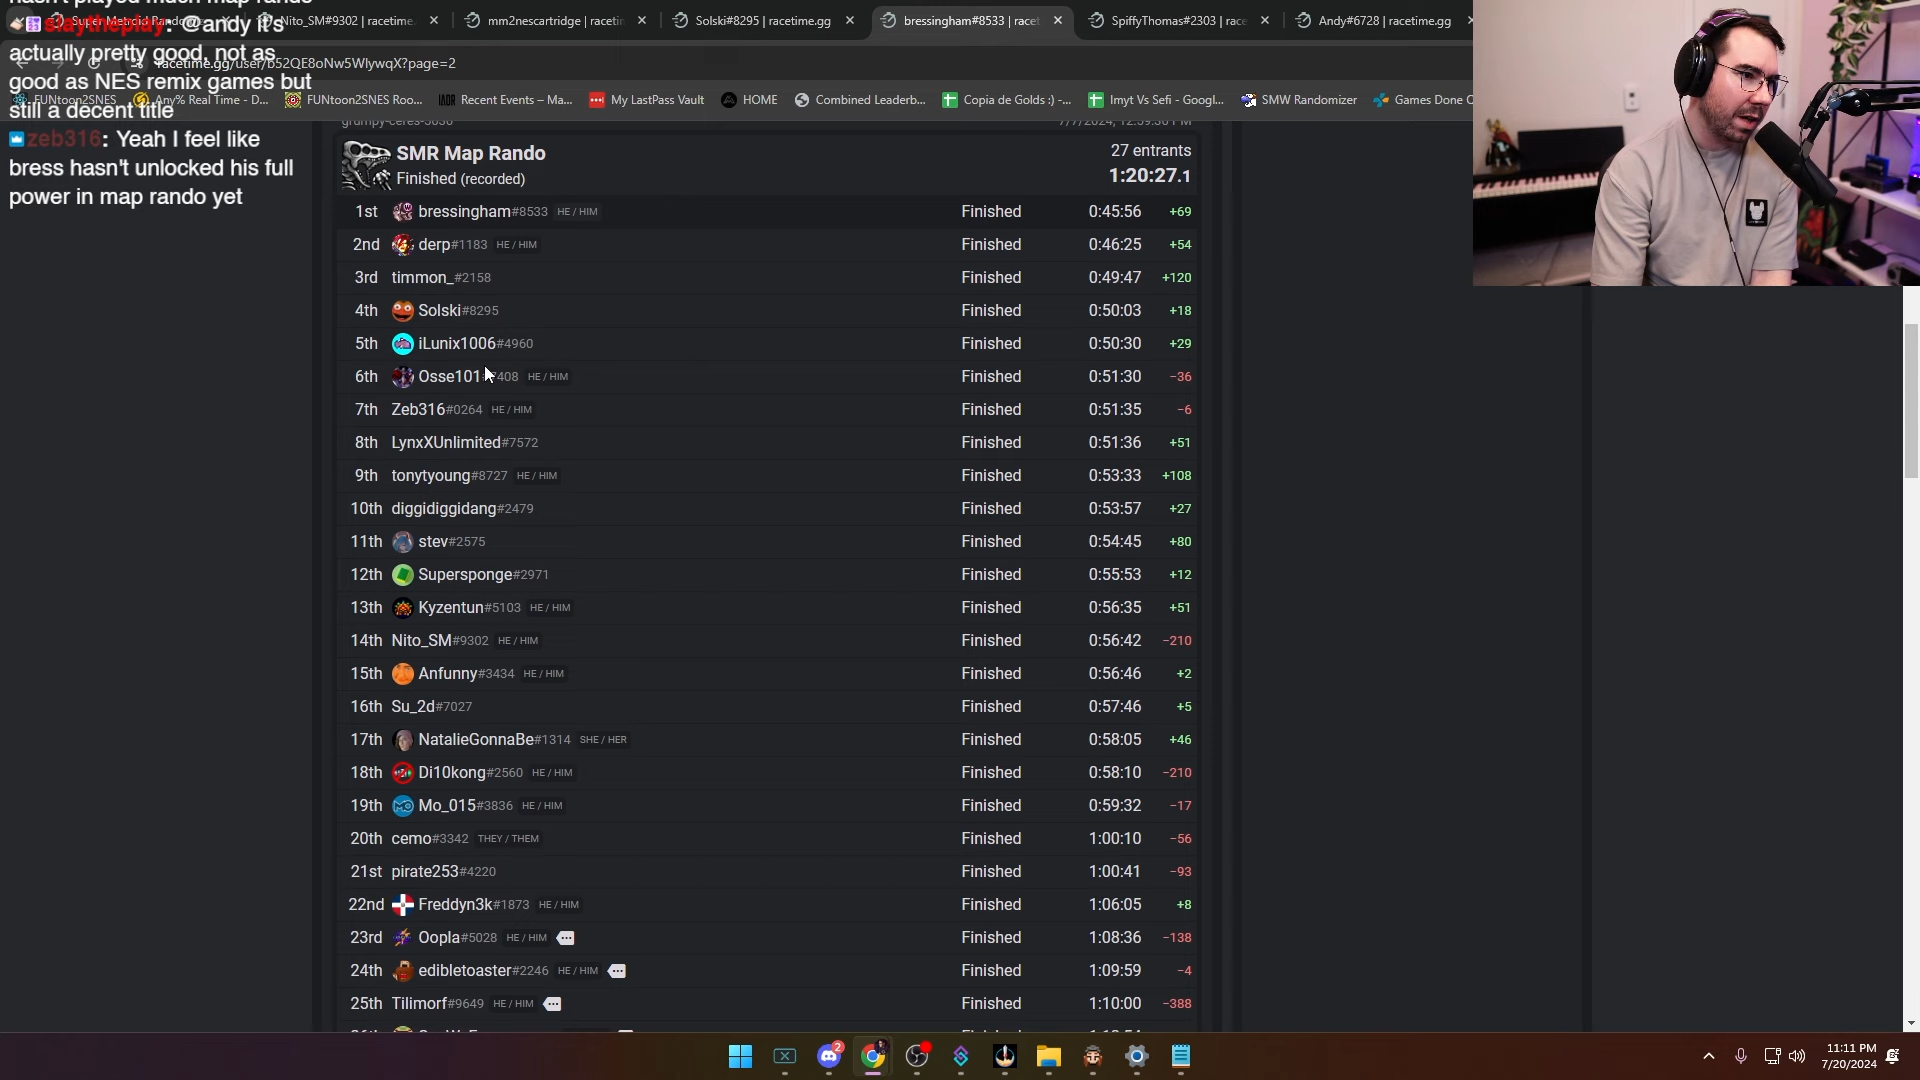 Super Metroid Rando
Nito_SM#9302 | racetime.
mm2nescartridge | racetin
Solski#8295 | racetime.gg
bressingham#8533 | racet
SpiffyThomas#2303 | race
Andy#6728 | racetime.gg
slaytheplay: @andy it's
actually pretty good, not as
good as NES remix games but
still a decent title
zeb316: Yeah I feel like
bress hasn't unlocked his full
power in map rando yet
racetime.gg/user/b52QE8oNw5WlywqX?page=2
FUNtoon2SNES
Any% Real Time - D...
FUNtoon2SNES Roo...
Recent Events – Ma...
My LastPass Vault
HOME
Combined Leaderb...
Copia de Golds :) -...
Imyt Vs Sefi - Googl...
SMW Randomizer
Games Done C
SMR Map Rando
27 entrants
Finished (recorded)
1:20:27.1
1st bressingham#8533 HE / HIM Finished 0:45:56 +69
2nd derp#1183 HE / HIM Finished 0:46:25 +54
3rd timmon_#2158 Finished 0:49:47 +120
4th Solski#8295 Finished 0:50:03 +18
5th iLunix1006#4960 Finished 0:50:30 +29
6th Osse101 408 HE / HIM Finished 0:51:30 −36
7th Zeb316#0264 HE / HIM Finished 0:51:35 −6
8th LynxXUnlimited#7572 Finished 0:51:36 +51
9th tonytyoung#8727 HE / HIM Finished 0:53:33 +108
10th diggidiggidang#2479 Finished 0:53:57 +27
11th stev#2575 Finished 0:54:45 +80
12th Supersponge#2971 Finished 0:55:53 +12
13th Kyzentun#5103 HE / HIM Finished 0:56:35 +51
14th Nito_SM#9302 HE / HIM Finished 0:56:42 −210
15th Anfunny#3434 HE / HIM Finished 0:56:46 +2
16th Su_2d#7027 Finished 0:57:46 +5
17th NatalieGonnaBe#1314 SHE / HER Finished 0:58:05 +46
18th Di10kong#2560 HE / HIM Finished 0:58:10 −210
19th Mo_015#3836 HE / HIM Finished 0:59:32 −17
20th cemo#3342 THEY / THEM Finished 1:00:10 −56
21st pirate253#4220 Finished 1:00:41 −93
22nd Freddyn3k#1873 HE / HIM Finished 1:06:05 +8
23rd Oopla#5028 HE / HIM Finished 1:08:36 −138
24th edibletoaster#2246 HE / HIM Finished 1:09:59 −4
25th Tilimorf#9649 HE / HIM Finished 1:10:00 −388
2
11:11 PM
7/20/2024